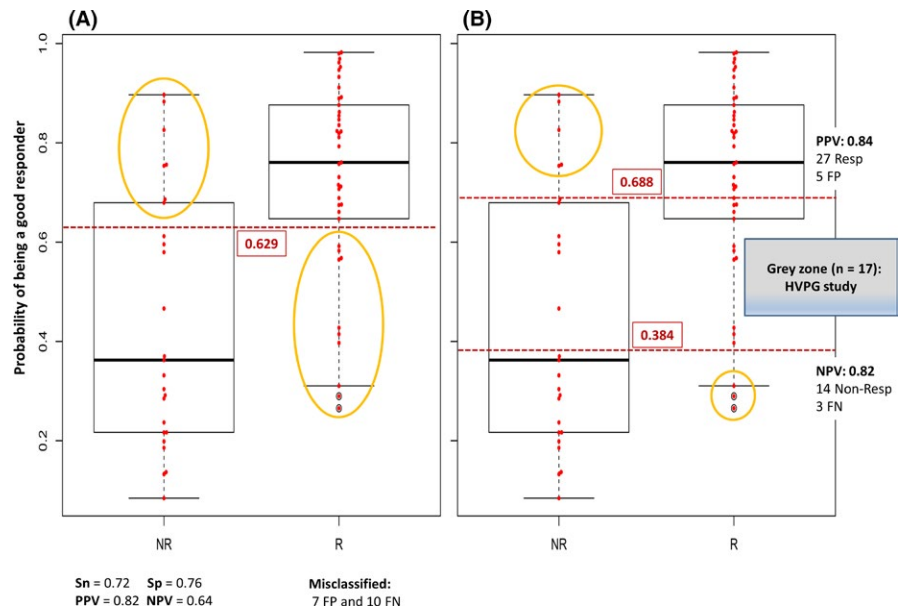 (A)
(B)
Probability of being a good responder
1.0
0.8
0.6
0.4
0.2
0.629
NR
R
0.688
0.384
NR
R
PPV: 0.84
27 Resp
5 FP
Grey zone (n = 17):
HVPG study
NPV: 0.82
14 Non-Resp
3 FN
Sn = 0.72 Sp = 0.76
PPV = 0.82 NPV = 0.64
Misclassified:
7 FP and 10 FN